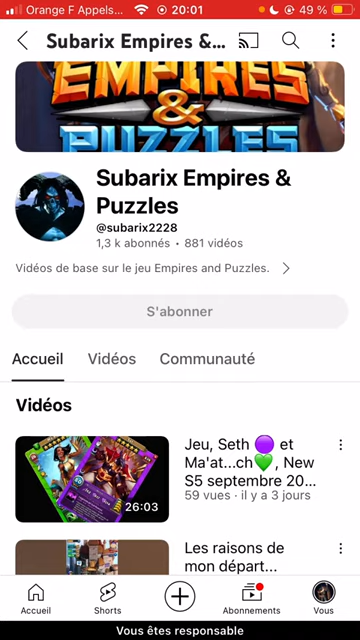 Orange F Appels... 20:01 49 %
Subarix Empires &...
EMPIRES
&
PUZZLES
Subarix Empires &
Puzzles
@subarix2228
1,3 k abonnés • 881 vidéos
Vidéos de base sur le jeu Empires and Puzzles.
S'abonner
Accueil Vidéos Communauté
Vidéos
Jeu, Seth 🟣 et
Ma'at...ch💚, New
S5 septembre 20...
59 vues · il y a 3 jours
26:03
Les raisons de
mon départ...
Accueil Shorts Abonnements Vous
Vous êtes responsable